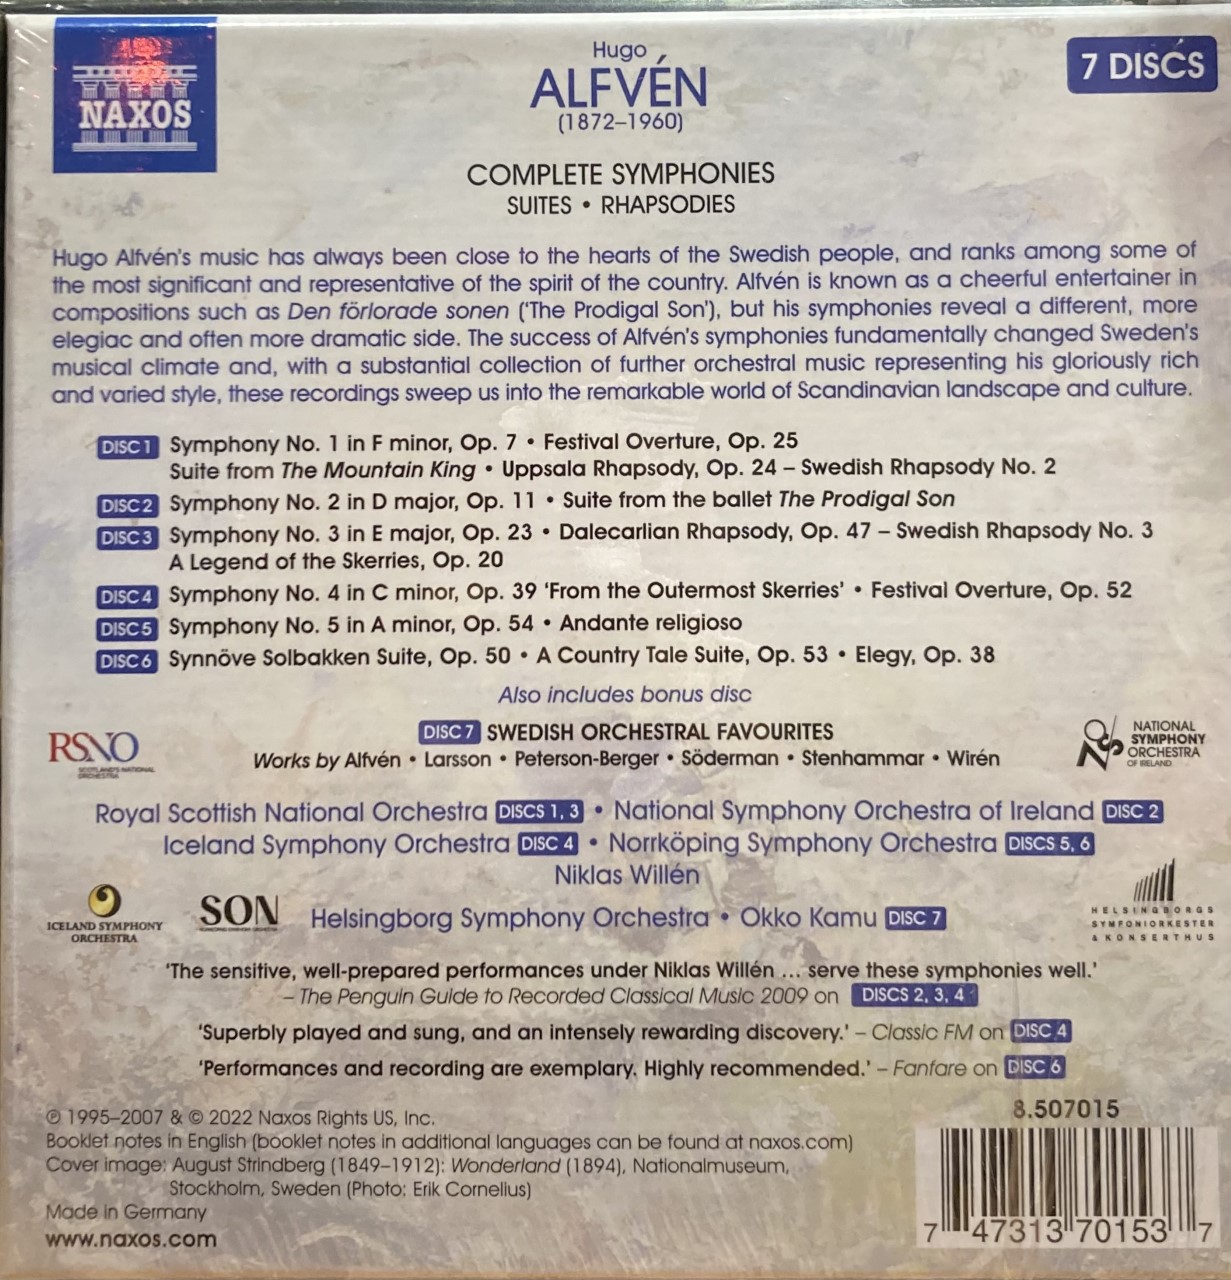 NAXOS
Hugo
ALFVÉN
(1872–1960)
7 DISCS
COMPLETE SYMPHONIES
SUITES • RHAPSODIES
Hugo Alfvén's music has always been close to the hearts of the Swedish people, and ranks among some of
the most significant and representative of the spirit of the country. Alfvén is known as a cheerful entertainer in
compositions such as Den förlorade sonen ('The Prodigal Son'), but his symphonies reveal a different, more
elegiac and often more dramatic side. The success of Alfvén's symphonies fundamentally changed Sweden's
musical climate and, with a substantial collection of further orchestral music representing his gloriously rich
and varied style, these recordings sweep us into the remarkable world of Scandinavian landscape and culture.
DISC 1 Symphony No. 1 in F minor, Op. 7 • Festival Overture, Op. 25
Suite from The Mountain King • Uppsala Rhapsody, Op. 24 – Swedish Rhapsody No. 2
DISC 2 Symphony No. 2 in D major, Op. 11 • Suite from the ballet The Prodigal Son
DISC 3 Symphony No. 3 in E major, Op. 23 • Dalecarlian Rhapsody, Op. 47 – Swedish Rhapsody No. 3
A Legend of the Skerries, Op. 20
DISC 4 Symphony No. 4 in C minor, Op. 39 'From the Outermost Skerries' • Festival Overture, Op. 52
DISC 5 Symphony No. 5 in A minor, Op. 54 • Andante religioso
DISC 6 Synnöve Solbakken Suite, Op. 50 • A Country Tale Suite, Op. 53 • Elegy, Op. 38
Also includes bonus disc
DISC 7 SWEDISH ORCHESTRAL FAVOURITES
Works by Alfvén • Larsson • Peterson-Berger • Söderman • Stenhammar • Wirén
RSNO
SCOTLAND'S NATIONAL
ORCHESTRA
NATIONAL
SYMPHONY
ORCHESTRA
OF IRELAND
Royal Scottish National Orchestra DISCS 1, 3 • National Symphony Orchestra of Ireland DISC 2
Iceland Symphony Orchestra DISC 4 • Norrköping Symphony Orchestra DISCS 5, 6
Niklas Willén
ICELAND SYMPHONY
ORCHESTRA
SON
Helsingborg Symphony Orchestra • Okko Kamu DISC 7
HELSINGBORGS
SYMFONIORKESTER
& KONSERTHUS
'The sensitive, well-prepared performances under Niklas Willén ... serve these symphonies well.'
– The Penguin Guide to Recorded Classical Music 2009 on DISCS 2, 3, 4
'Superbly played and sung, and an intensely rewarding discovery.' – Classic FM on DISC 4
'Performances and recording are exemplary. Highly recommended.' – Fanfare on DISC 6
℗ 1995–2007 & © 2022 Naxos Rights US, Inc.
Booklet notes in English (booklet notes in additional languages can be found at naxos.com)
Cover image: August Strindberg (1849–1912): Wonderland (1894), Nationalmuseum,
Stockholm, Sweden (Photo: Erik Cornelius)
Made in Germany
www.naxos.com
8.507015
7 47313 70153 7